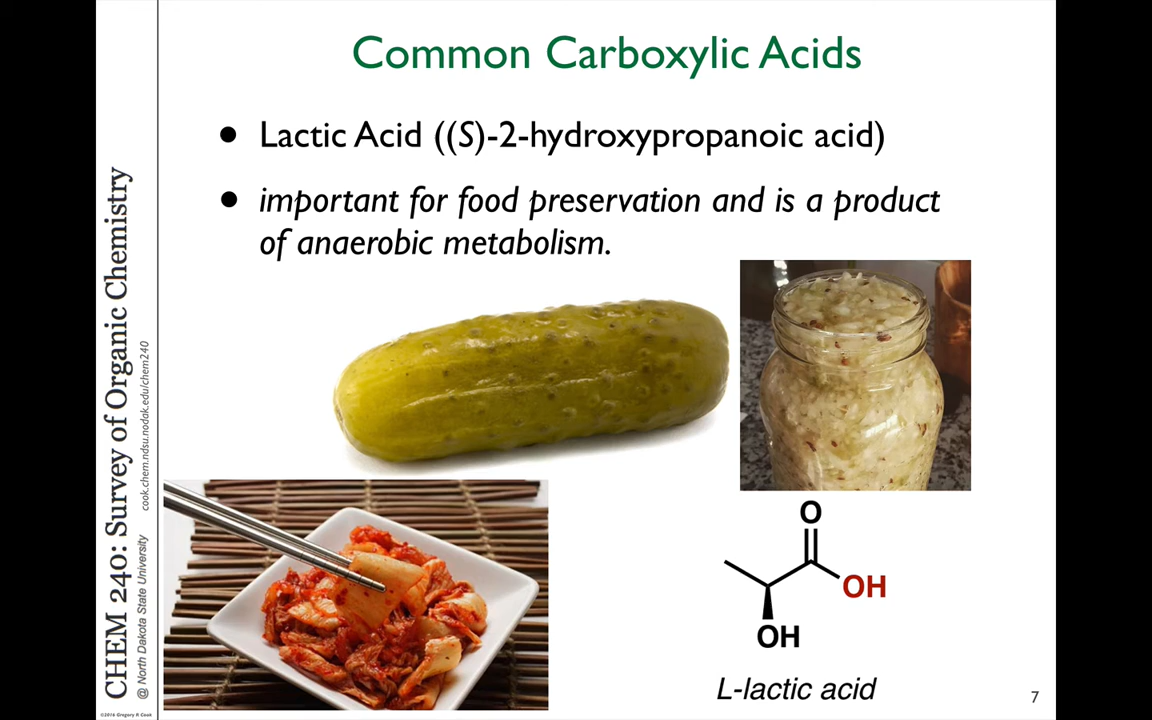 Common Carboxylic Acids
• Lactic Acid ((S)-2-hydroxypropanoic acid)
• important for food preservation and is a product
of anaerobic metabolism.
O
OH
OH
L-lactic acid
7
CHEM 240: Survey of Organic Chemistry
@ North Dakota State University cook.chem.ndsu.nodak.edu/chem240
©2016 Gregory R Cook